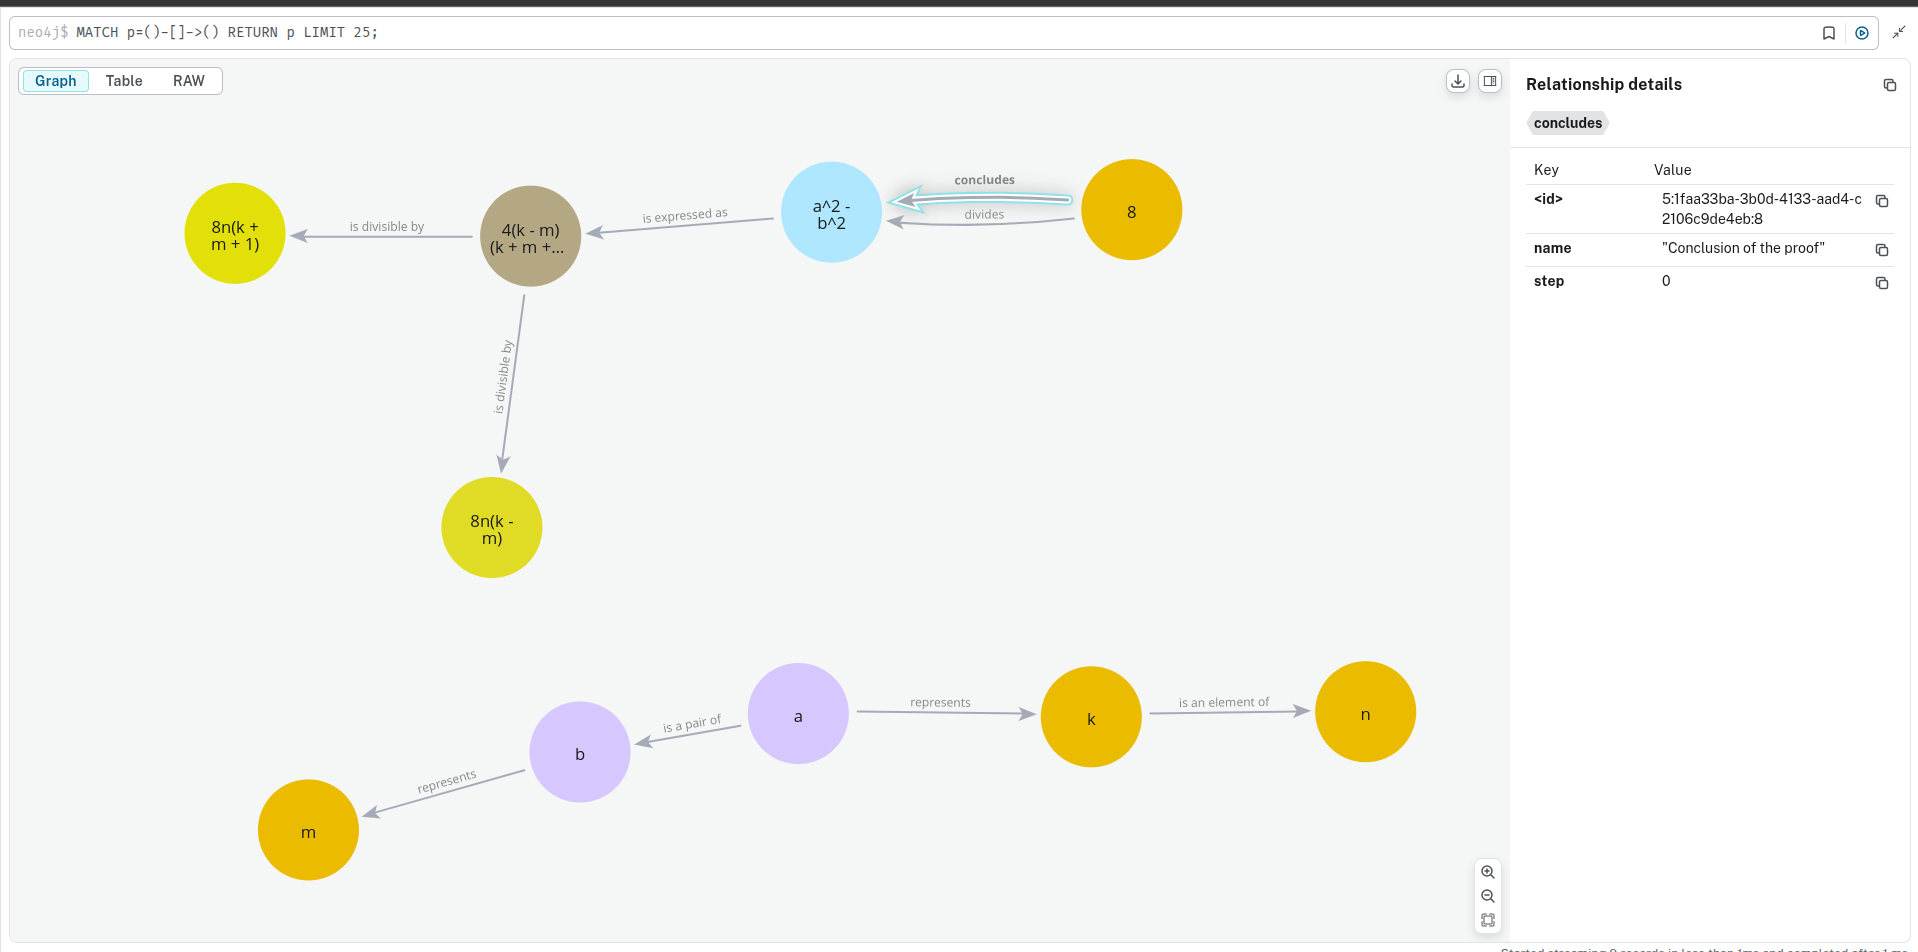 neo4j$ MATCH p=()-[]->() RETURN p LIMIT 25;
Graph Table RAW
Relationship details
concludes
Key Value
<id> 5:1faa33ba-3b0d-4133-aad4-c
2106c9de4eb:8
name "Conclusion of the proof"
step 0
concludes
divides
8
a^2 -
b^2
is expressed as
4(k - m)
(k + m +...
is divisible by
8n(k +
m + 1)
is divisible by
8n(k -
m)
a
represents
k
is an element of
n
is a pair of
b
represents
m